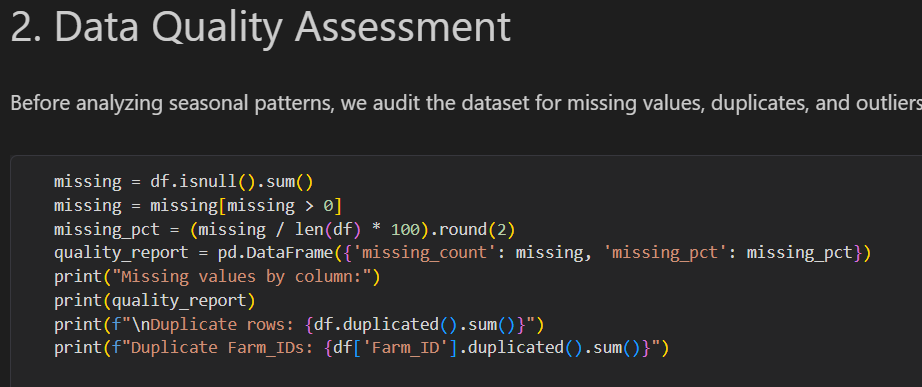 2. Data Quality Assessment
Before analyzing seasonal patterns, we audit the dataset for missing values, duplicates, and outliers
missing = df.isnull().sum()
missing = missing[missing > 0]
missing_pct = (missing / len(df) * 100).round(2)
quality_report = pd.DataFrame({'missing_count': missing, 'missing_pct': missing_pct})
print("Missing values by column:")
print(quality_report)
print(f"\nDuplicate rows: {df.duplicated().sum()}")
print(f"Duplicate Farm_IDs: {df['Farm_ID'].duplicated().sum()}")